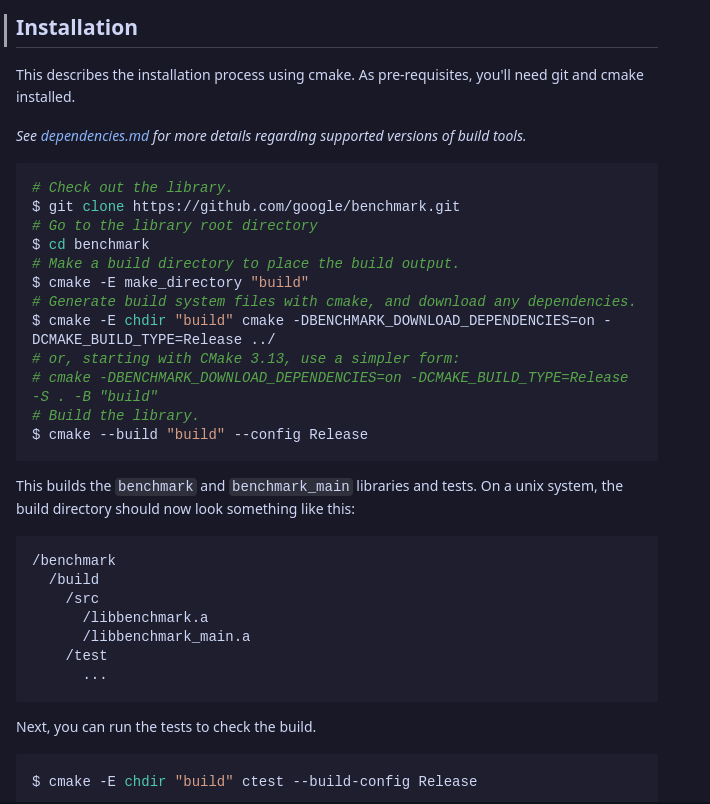 Installation
This describes the installation process using cmake. As pre-requisites, you'll need git and cmake
installed.
See dependencies.md for more details regarding supported versions of build tools.
# Check out the library.
$ git clone https://github.com/google/benchmark.git
# Go to the library root directory
$ cd benchmark
# Make a build directory to place the build output.
$ cmake -E make_directory "build"
# Generate build system files with cmake, and download any dependencies.
$ cmake -E chdir "build" cmake -DBENCHMARK_DOWNLOAD_DEPENDENCIES=on -
DCMAKE_BUILD_TYPE=Release ../
# or, starting with CMake 3.13, use a simpler form:
# cmake -DBENCHMARK_DOWNLOAD_DEPENDENCIES=on -DCMAKE_BUILD_TYPE=Release
-S . -B "build"
# Build the library.
$ cmake --build "build" --config Release
This builds the benchmark and benchmark_main libraries and tests. On a unix system, the
build directory should now look something like this:
/benchmark
  /build
    /src
      /libbenchmark.a
      /libbenchmark_main.a
    /test
      ...
Next, you can run the tests to check the build.
$ cmake -E chdir "build" ctest --build-config Release